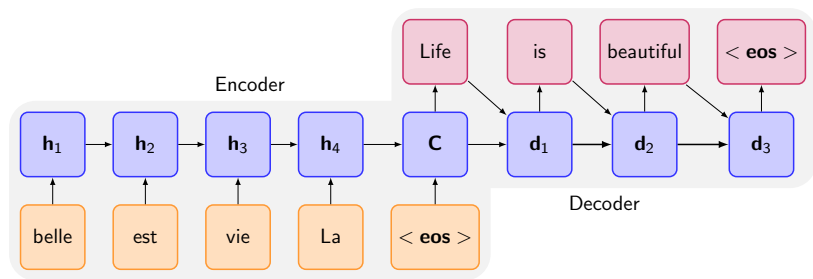 Life is beautiful < eos >
Encoder
h₁ h₂ h₃ h₄ C d₁ d₂ d₃
Decoder
belle est vie La < eos >